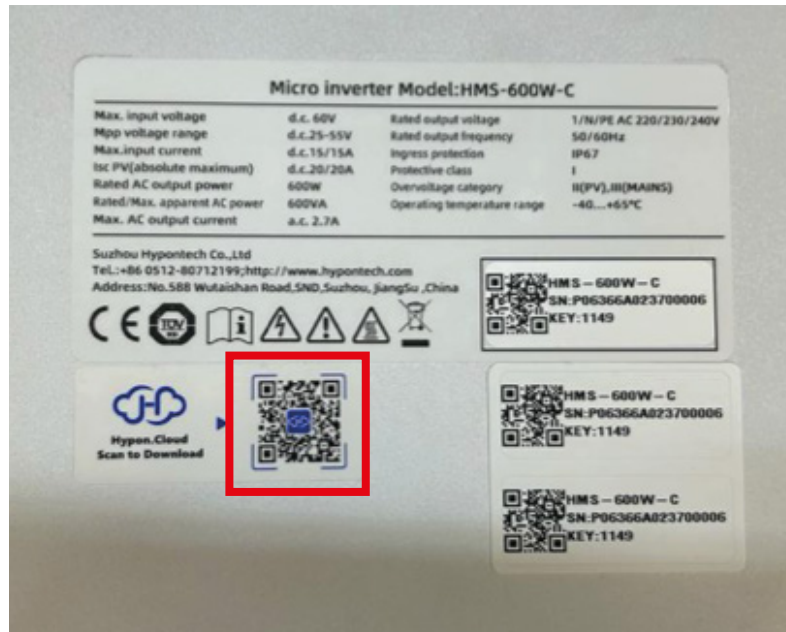 Micro inverter Model:HMS-600W-C
Max. input voltage d.c. 60V Rated output voltage 1/N/PE AC 220/230/240V
Mpp voltage range d.c.25-55V Rated output frequency 50/60Hz
Max.input current d.c.15/15A Ingress protection IP67
Isc PV(absolute maximum) d.c.20/20A Protective class I
Rated AC output power 600W Overvoltage category II(PV),III(MAINS)
Rated/Max. apparent AC power 600VA Operating temperature range -40...+65℃
Max. AC output current a.c. 2.7A
Suzhou Hypontech Co.,Ltd
Tel.:+86 0512-80712199;http://www.hypontech.com
Address:No.588 Wutaishan Road,SND,Suzhou, JiangSu ,China
HMS-600W-C
SN:P06366A023700006
KEY:1149
CE TÜV
Hypon.Cloud
Scan to Download
HMS-600W-C
SN:P06366A023700006
KEY:1149
HMS-600W-C
SN:P06366A023700006
KEY:1149